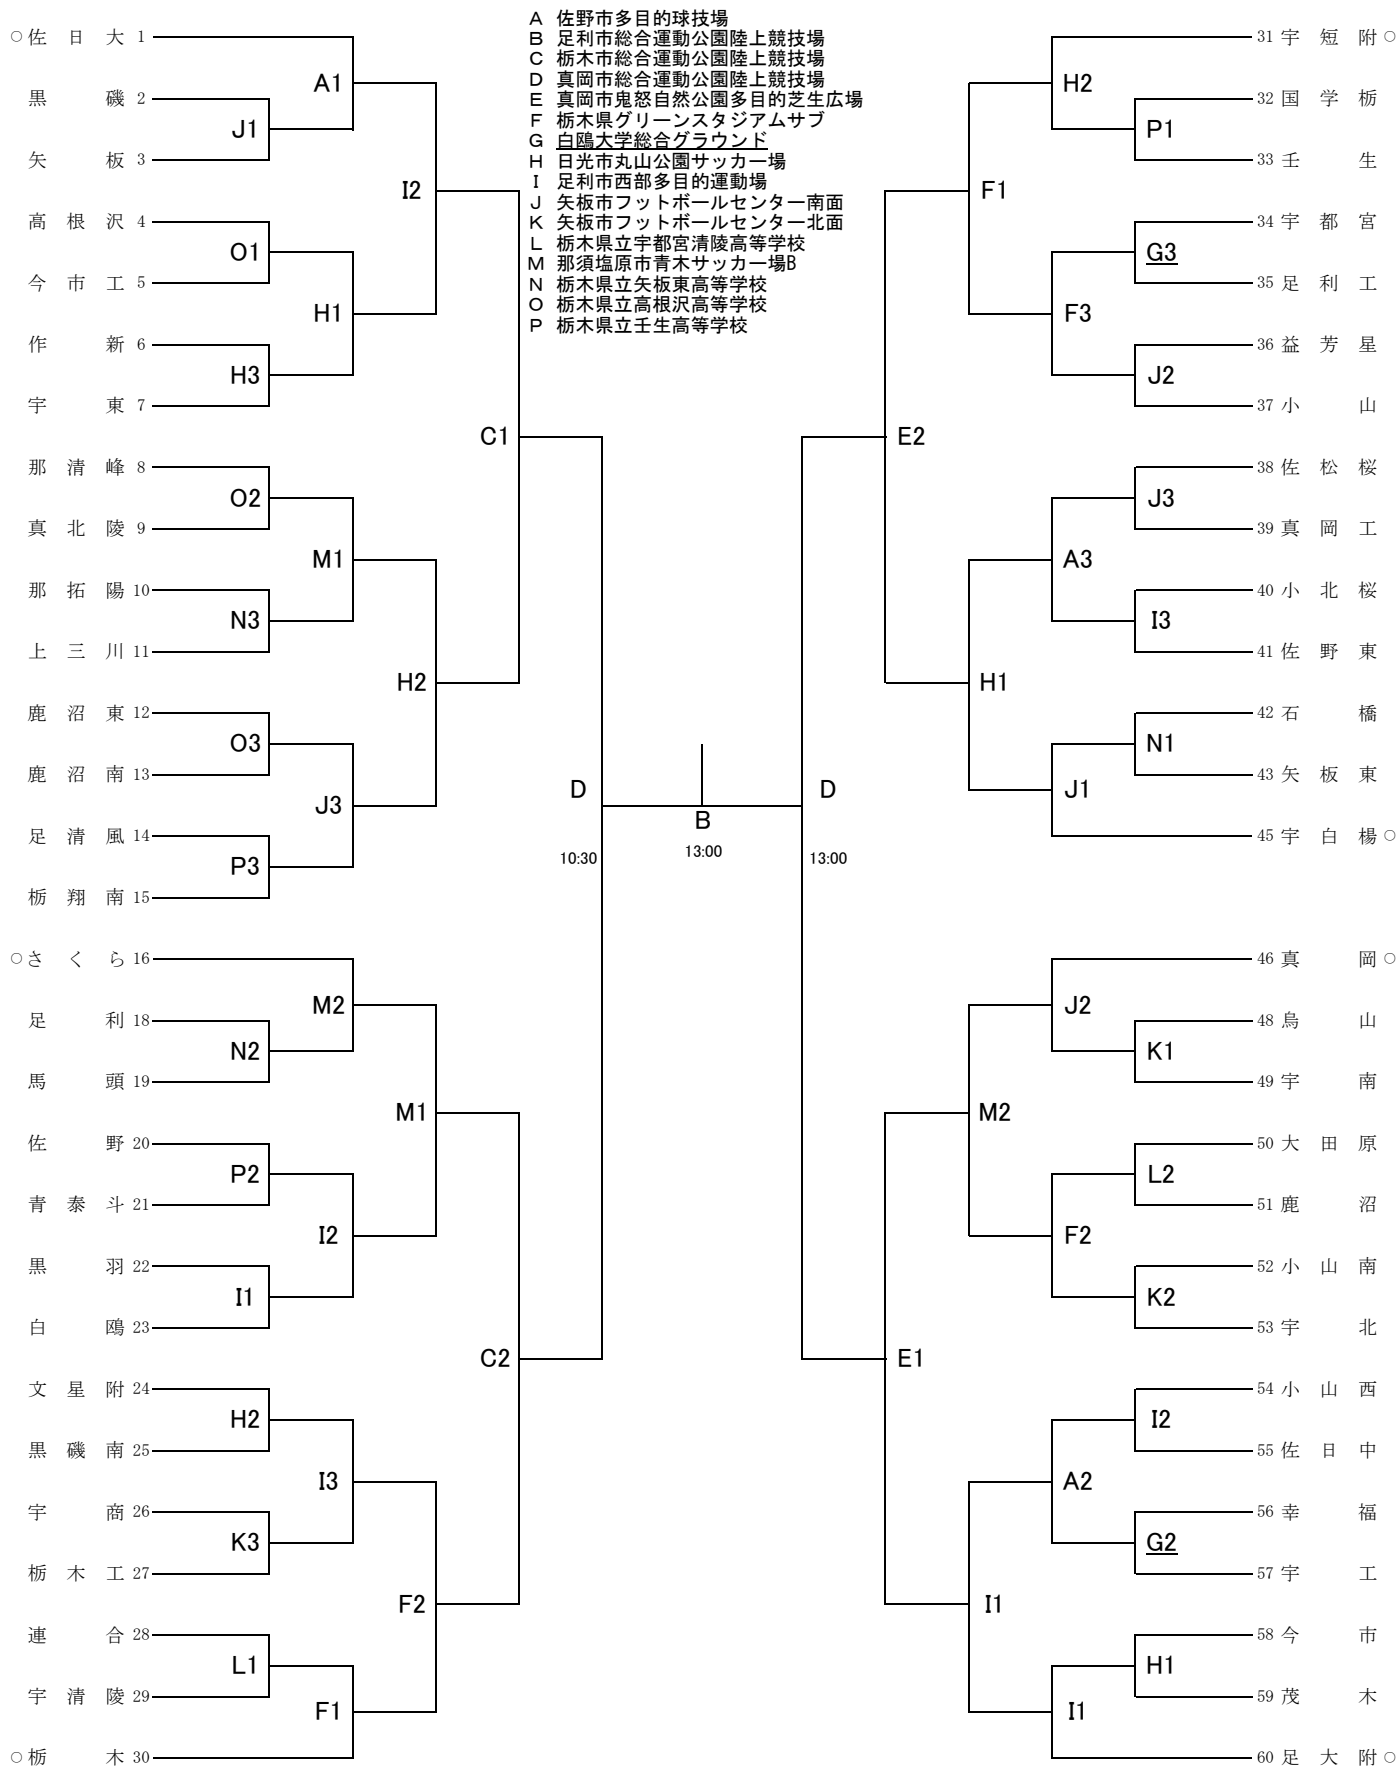 A 佐野市多目的球技場
B 足利市総合運動公園陸上競技場
C 栃木市総合運動公園陸上競技場
D 真岡市総合運動公園陸上競技場
E 真岡市鬼怒自然公園多目的芝生広場
F 栃木県グリーンスタジアムサブ
G 白鴎大学総合グラウンド
H 日光市丸山公園サッカー場
I 足利市西部多目的運動場
J 矢板市フットボールセンター南面
K 矢板市フットボールセンター北面
L 栃木県立宇都宮清陵高等学校
M 那須塩原市青木サッカー場B
N 栃木県立矢板東高等学校
O 栃木県立高根沢高等学校
P 栃木県立壬生高等学校
○佐日大 1
黒磯 2
矢板 3
高根沢 4
今市工 5
作新 6
宇東 7
那清峰 8
真北陵 9
那拓陽 10
上三川 11
鹿沼東 12
鹿沼南 13
足清風 14
栃翔南 15
○さくら 16
足利 18
馬頭 19
佐野 20
青泰斗 21
黒羽 22
白鴎 23
文星附 24
黒磯南 25
宇商 26
栃木工 27
連合 28
宇清陵 29
○栃木 30
J1
O1
H3
O2
N3
O3
P3
N2
P2
I1
H2
K3
L1
A1
H1
M1
J3
M2
I2
I3
F1
I2
H2
M1
F2
C1
C2
D
10:30
B
13:00
D
13:00
E2
E1
F1
H1
M2
I1
H2
F3
A3
J1
J2
F2
A2
I1
P1
G3
J2
J3
I3
N1
K1
L2
K2
I2
G2
H1
31 宇短附○
32 国学栃
33 壬生
34 宇都宮
35 足利工
36 益芳星
37 小山
38 佐松桜
39 真岡工
40 小北桜
41 佐野東
42 石橋
43 矢板東
45 宇白楊○
46 真岡○
48 烏山
49 宇南
50 大田原
51 鹿沼
52 小山南
53 宇北
54 小山西
55 佐日中
56 幸福
57 宇工
58 今市
59 茂木
60 足大附○